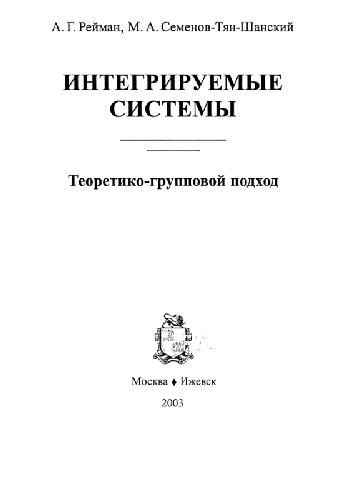 А. Г. Рейман, М. А. Семенов-Тян-Шанский
ИНТЕГРИРУЕМЫЕ
СИСТЕМЫ
Теоретико-групповой подход
Москва ♦ Ижевск
2003